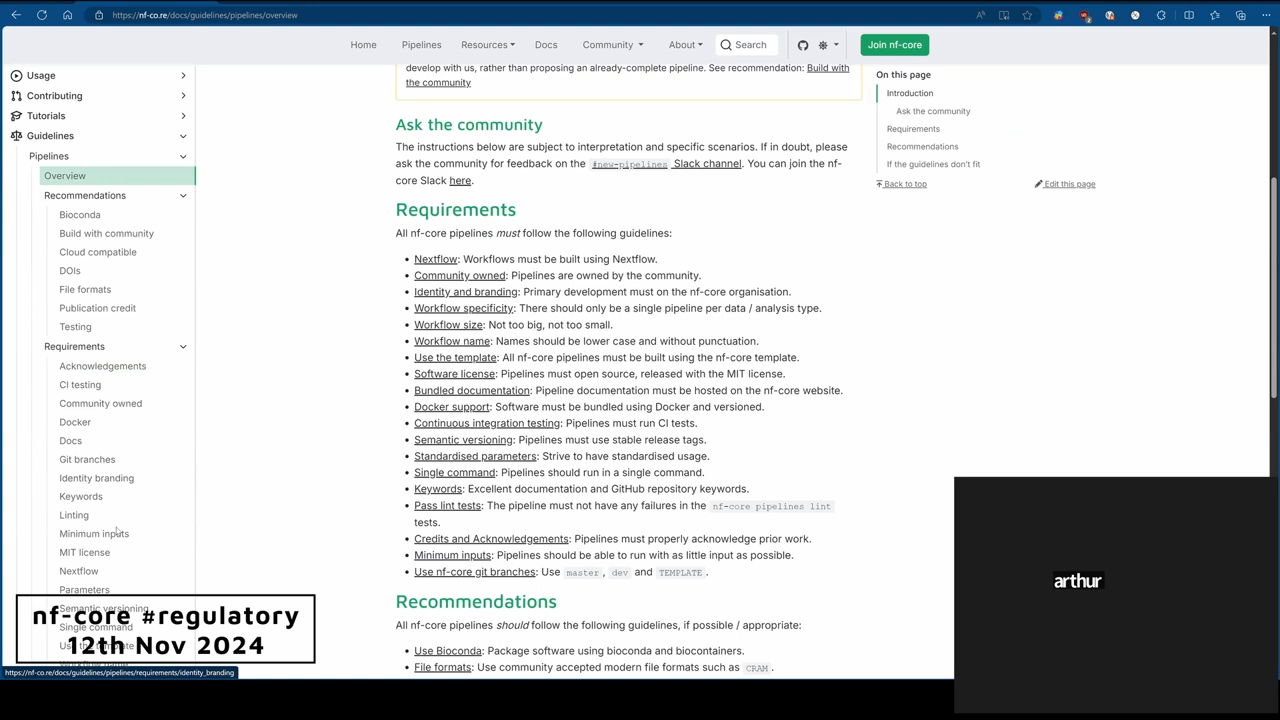 https://nf-co.re/docs/guidelines/pipelines/overview
Home Pipelines Resources Docs Community About Search Join nf-core
Usage
Contributing
Tutorials
Guidelines
Pipelines
Overview
Recommendations
Bioconda
Build with community
Cloud compatible
DOIs
File formats
Publication credit
Testing
Requirements
Acknowledgements
CI testing
Community owned
Docker
Docs
Git branches
Identity branding
Keywords
Linting
Minimum inputs
MIT license
Nextflow
Parameters
Semantic versioning
Single command
develop with us, rather than proposing an already-complete pipeline. See recommendation: Build with
the community
Ask the community
The instructions below are subject to interpretation and specific scenarios. If in doubt, please
ask the community for feedback on the #new-pipelines Slack channel. You can join the nf-
core Slack here.
Requirements
All nf-core pipelines must follow the following guidelines:
• Nextflow: Workflows must be built using Nextflow.
• Community owned: Pipelines are owned by the community.
• Identity and branding: Primary development must on the nf-core organisation.
• Workflow specificity: There should only be a single pipeline per data / analysis type.
• Workflow size: Not too big, not too small.
• Workflow name: Names should be lower case and without punctuation.
• Use the template: All nf-core pipelines must be built using the nf-core template.
• Software license: Pipelines must open source, released with the MIT license.
• Bundled documentation: Pipeline documentation must be hosted on the nf-core website.
• Docker support: Software must be bundled using Docker and versioned.
• Continuous integration testing: Pipelines must run CI tests.
• Semantic versioning: Pipelines must use stable release tags.
• Standardised parameters: Strive to have standardised usage.
• Single command: Pipelines should run in a single command.
• Keywords: Excellent documentation and GitHub repository keywords.
• Pass lint tests: The pipeline must not have any failures in the nf-core pipelines lint
tests.
• Credits and Acknowledgements: Pipelines must properly acknowledge prior work.
• Minimum inputs: Pipelines should be able to run with as little input as possible.
• Use nf-core git branches: Use master, dev and TEMPLATE.
Recommendations
All nf-core pipelines should follow the following guidelines, if possible / appropriate:
• Use Bioconda: Package software using bioconda and biocontainers.
• File formats: Use community accepted modern file formats such as CRAM.
On this page
Introduction
Ask the community
Requirements
Recommendations
If the guidelines don't fit
Back to top Edit this page
nf-core #regulatory
12th Nov 2024
https://nf-co.re/docs/guidelines/pipelines/requirements/identity_branding
arthur